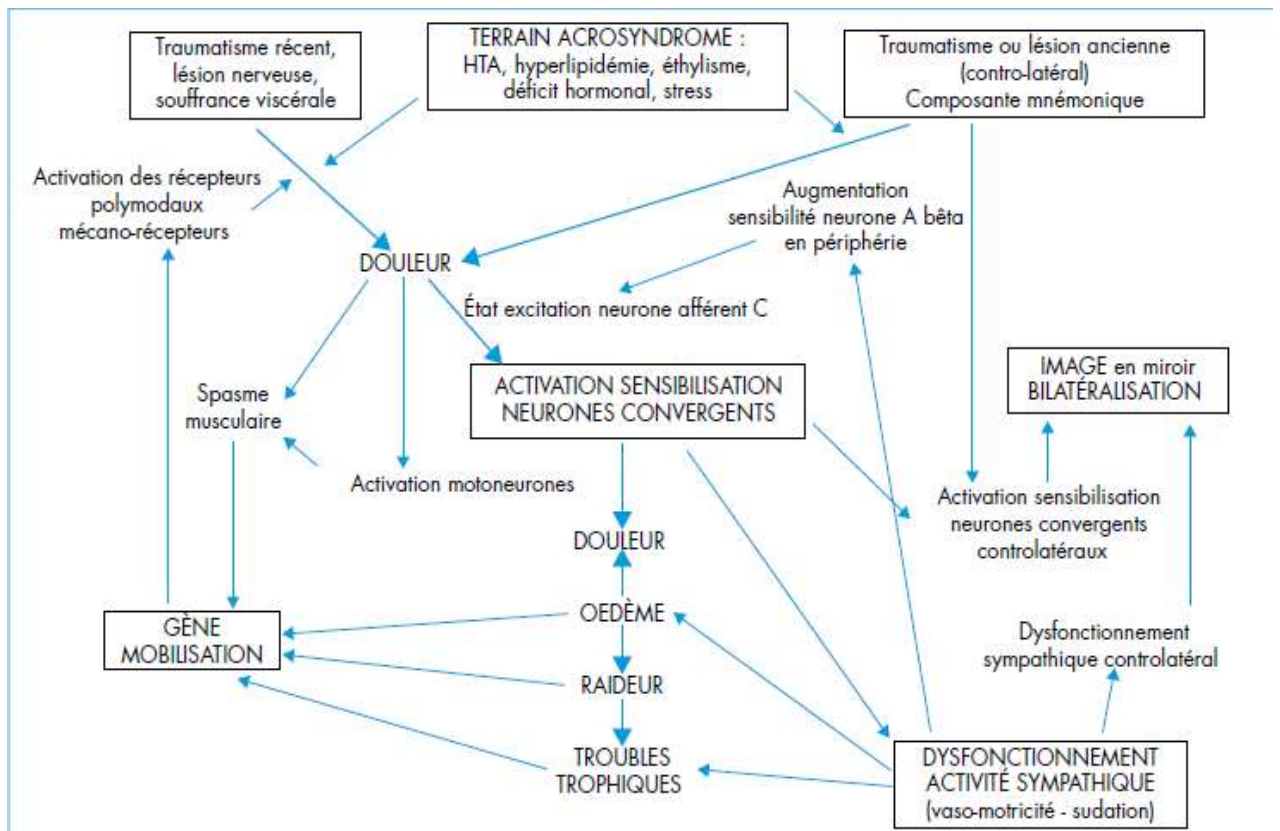 Traumatisme récent,
lésion nerveuse,
souffrance viscérale
TERRAIN ACROSYNDROME :
HTA, hyperlipidémie, éthylisme,
déficit hormonal, stress
Traumatisme ou lésion ancienne
(contro-latéral)
Composante mnémonique
Activation des récepteurs
polymodaux
mécano-récepteurs
Augmentation
sensibilité neurone A bêta
en périphérie
DOULEUR
État excitation neurone afférent C
ACTIVATION SENSIBILISATION
NEURONES CONVERGENTS
IMAGE en miroir
BILATÉRALISATION
Spasme
musculaire
Activation motoneurones
Activation sensibilisation
neurones convergents
controlatéraux
DOULEUR
OEDÈME
GÈNE
MOBILISATION
Dysfonctionnement
sympathique controlatéral
RAIDEUR
TROUBLES
TROPHIQUES
DYSFONCTIONNEMENT
ACTIVITÉ SYMPATHIQUE
(vaso-motricité - sudation)